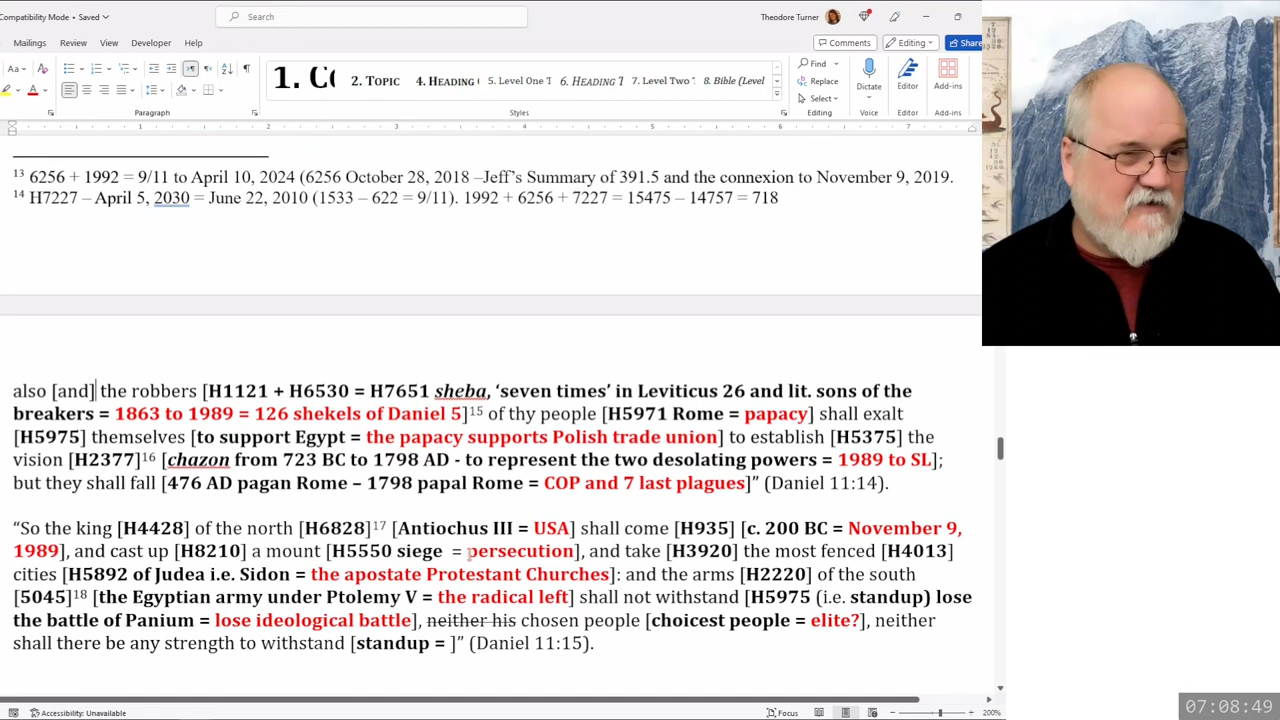 Compatibility Mode • Saved
Search
Theodore Turner
Mailings Review View Developer Help
Comments Editing Share
Aa
1. Co 2. TOPIC 4. HEADING 5. Level One T 6. HEADING T 7. Level Two 8. Bible (Level
Find
Replace
Select
Dictate Editor Add-ins
Paragraph Styles Editing Voice Editor Add-ins
1 2 3 4 5 6 7
13 6256 + 1992 = 9/11 to April 10, 2029 6256 October 28, 2018 –Jeff’s Summary of 391.5 and the connexion to November 9, 2019.
14 H7227 – April 5, 2030 = June 22, 2010 (1533 – 622 = 9/11). 1992 + 6256 + 7227 = 15475 – 14757 = 718
also [and] the robbers [H1121 + H6530 = H7651 sheba, ‘seven times’ in Leviticus 26 and lit. sons of the
breakers = 1863 to 1989 = 126 shekels of Daniel 5]15 of thy people [H5971 Rome = papacy] shall exalt
[H5975] themselves [to support Egypt = the papacy supports Polish trade union] to establish [H5375] the
vision [H2377]16 [chazon from 723 BC to 1798 AD - to represent the two desolating powers = 1989 to SL];
but they shall fall [476 AD pagan Rome – 1798 papal Rome = COP and 7 last plagues]” (Daniel 11:14).
“So the king [H4428] of the north [H6828]17 [Antiochus III = USA] shall come [H935] [c. 200 BC = November 9,
1989], and cast up [H8210] a mount [H5550 siege = persecution], and take [H3920] the most fenced [H4013]
cities [H5892 of Judea i.e. Sidon = the apostate Protestant Churches]: and the arms [H2220] of the south
[5045]18 [the Egyptian army under Ptolemy V = the radical left] shall not withstand [H5975 (i.e. standup) lose
the battle of Panium = lose ideological battle], neither his chosen people [choicest people = elite?], neither
shall there be any strength to withstand [standup = ]” (Daniel 11:15).
Accessibility: Unavailable
Focus
200%
07:08:49